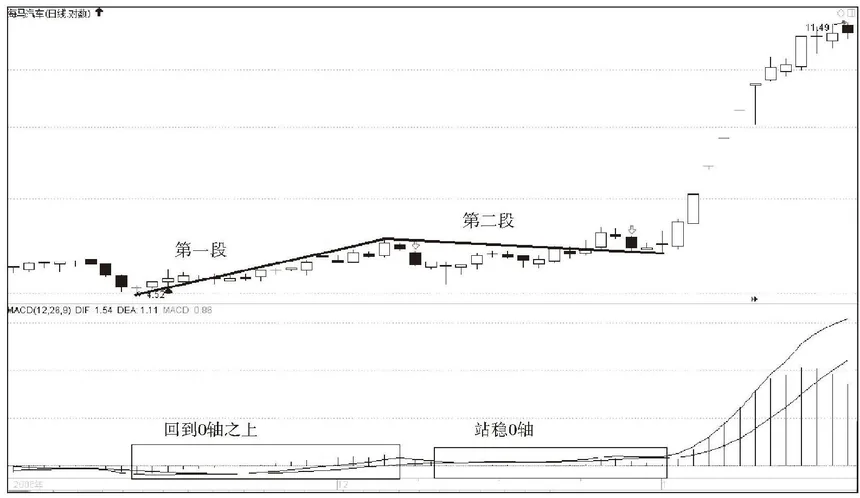 海马汽车(日线.对数)
11.49
第二段
第一段
4.52
MACD(12,26,9) DIF 1.54 DEA 1.11 MACD 0.86
回到0轴之上
站稳0轴
12